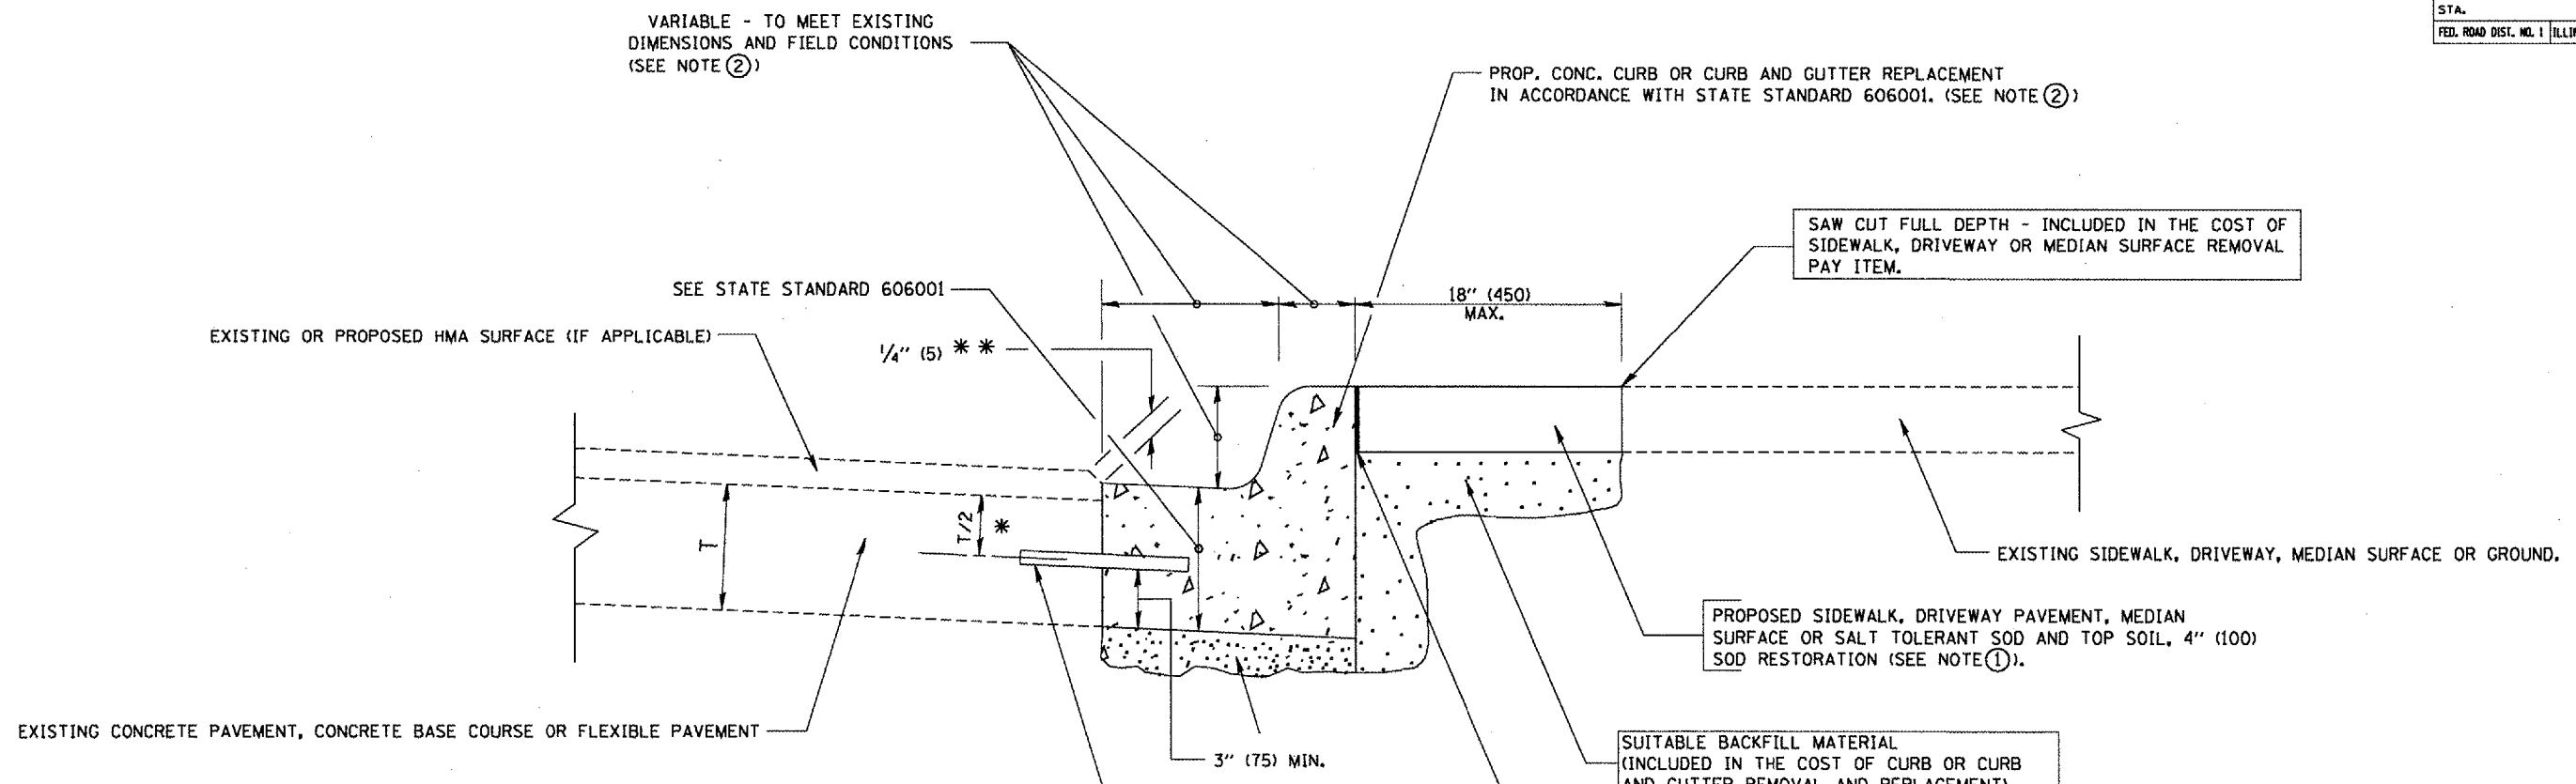 STA.
FED. ROAD DIST. NO. 1
VARIABLE - TO MEET EXISTING
DIMENSIONS AND FIELD CONDITIONS
(SEE NOTE ②)
PROP. CONC. CURB OR CURB AND GUTTER REPLACEMENT
IN ACCORDANCE WITH STATE STANDARD 606001. (SEE NOTE ②)
SAW CUT FULL DEPTH - INCLUDED IN THE COST OF
SIDEWALK, DRIVEWAY OR MEDIAN SURFACE REMOVAL
PAY ITEM.
SEE STATE STANDARD 606001
18" (450)
MAX.
EXISTING OR PROPOSED HMA SURFACE (IF APPLICABLE)
1/4" (5) * *
T
T/2 *
EXISTING SIDEWALK, DRIVEWAY, MEDIAN SURFACE OR GROUND.
PROPOSED SIDEWALK, DRIVEWAY PAVEMENT, MEDIAN
SURFACE OR SALT TOLERANT SOD AND TOP SOIL, 4" (100)
SOD RESTORATION (SEE NOTE ①).
EXISTING CONCRETE PAVEMENT, CONCRETE BASE COURSE OR FLEXIBLE PAVEMENT
3" (75) MIN.
SUITABLE BACKFILL MATERIAL
(INCLUDED IN THE COST OF CURB OR CURB
AND GUTTER REMOVAL AND REPLACEMENT)